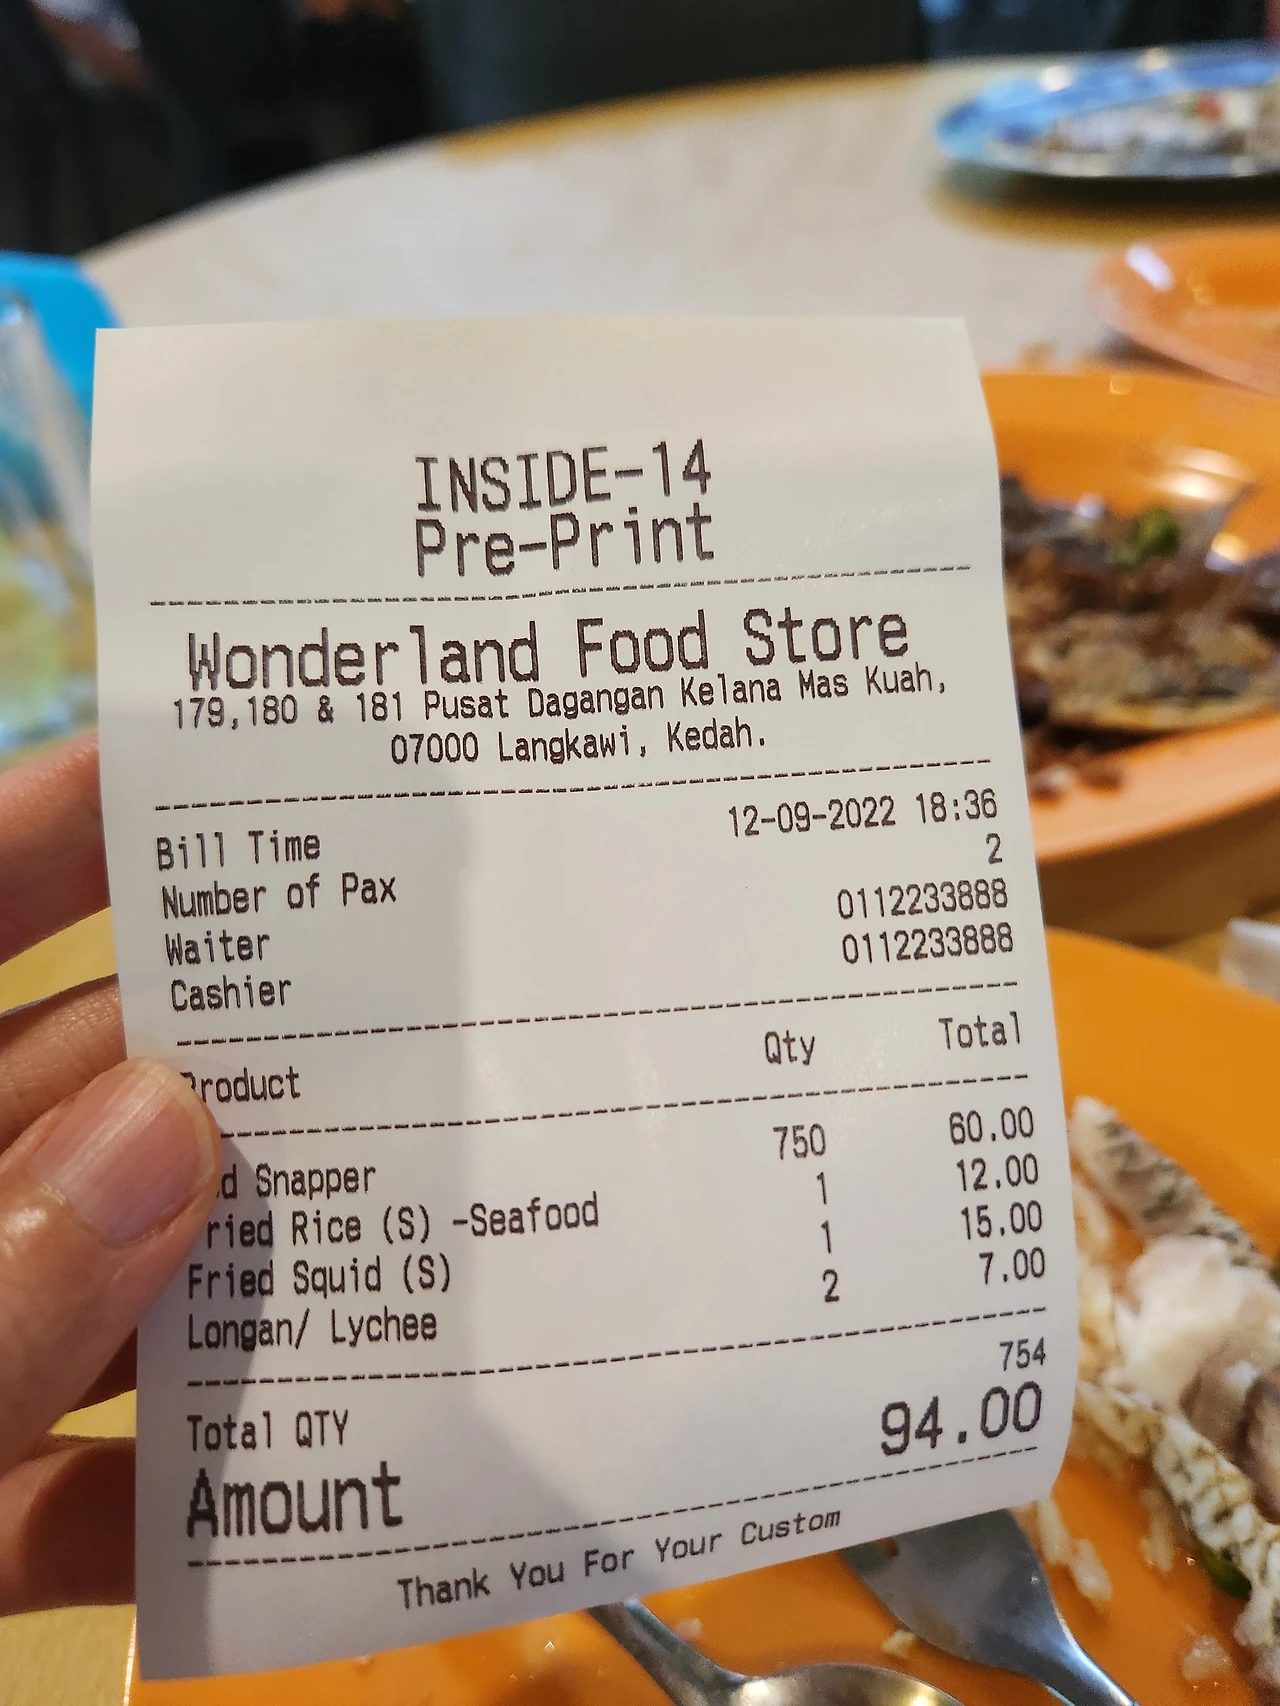 INSIDE-14
Pre-Print
Wonderland Food Store
179,180 & 181 Pusat Dagangan Kelana Mas Kuah,
07000 Langkawi, Kedah.
Bill Time 12-09-2022 18:36
Number of Pax 2
Waiter 0112233888
Cashier 0112233888
Product Qty Total
d Snapper 750 60.00
ried Rice (S) -Seafood 1 12.00
Fried Squid (S) 1 15.00
Longan/ Lychee 2 7.00
Total QTY 754
Amount 94.00
Thank You For Your Custom